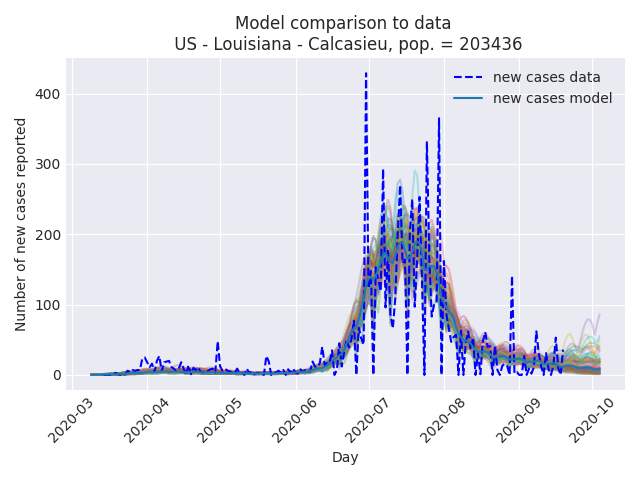 Model comparison to data
US - Louisiana - Calcasieu, pop. = 203436
new cases data
new cases model
Number of new cases reported
400
300
200
100
0
2020-03
2020-04
2020-05
2020-06
2020-07
2020-08
2020-09
2020-10
Day